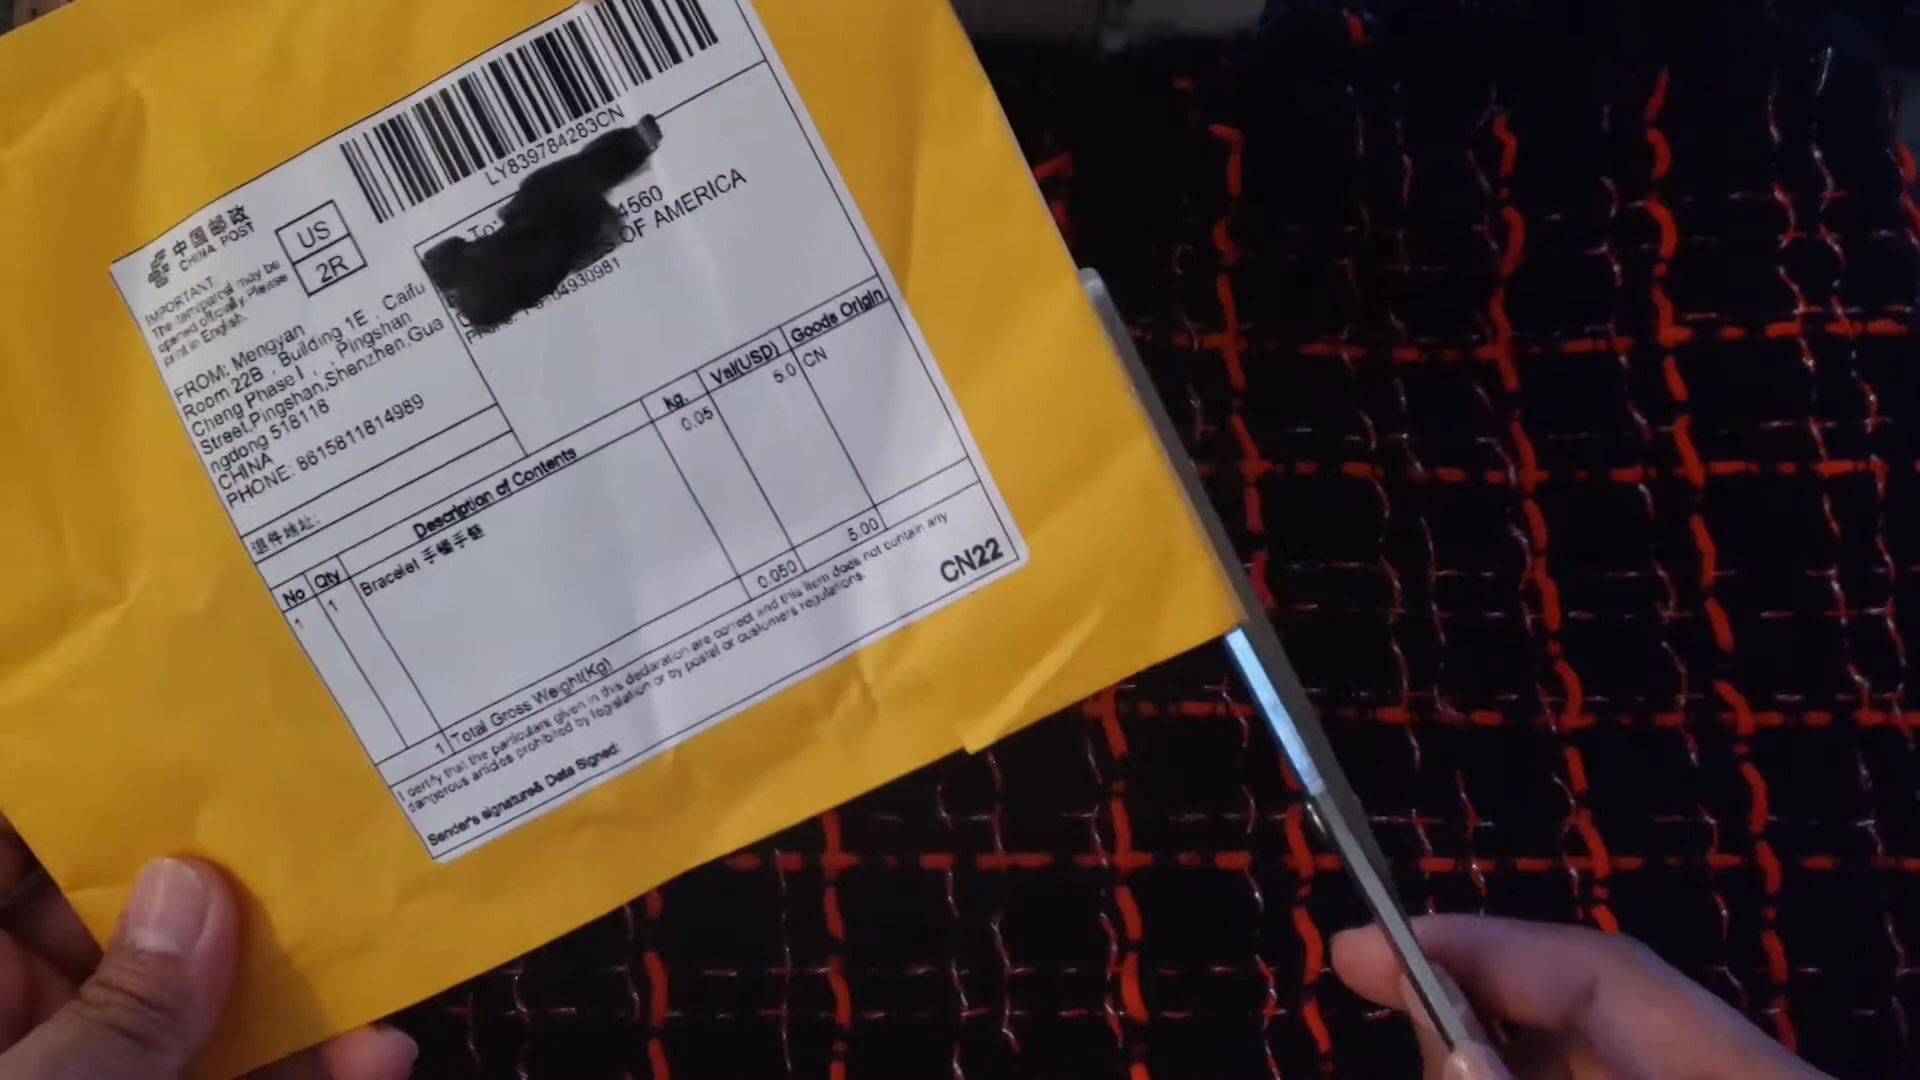 LY839784283CN
中国邮政
CHINA POST
US
2R
IMPORTANT
The item/parcel may be
opened officially. Please
print in English.
To:
4560
OF AMERICA
04930981
FROM: Mengyan
Room 22B , Building 1E , Caifu
Cheng Phase I , , Pingshan
Street,Pingshan,Shenzhen,Gua
ngdong 518118
CHINA
PHONE: 8615811814989
退件地址:
No Qty Description of Contents kg. Val(USD) Goods Origin
1 1 Bracelet 手镯手链 0.05 5.0 CN
1 Total Gross Weight(Kg) 0.050 5.00
I certify that the particulars given in this declaration are correct and this item does not contain any
dangerous articles prohibited by legislation or by postal or customers regulations.
Sender's signature& Data Signed:
CN22